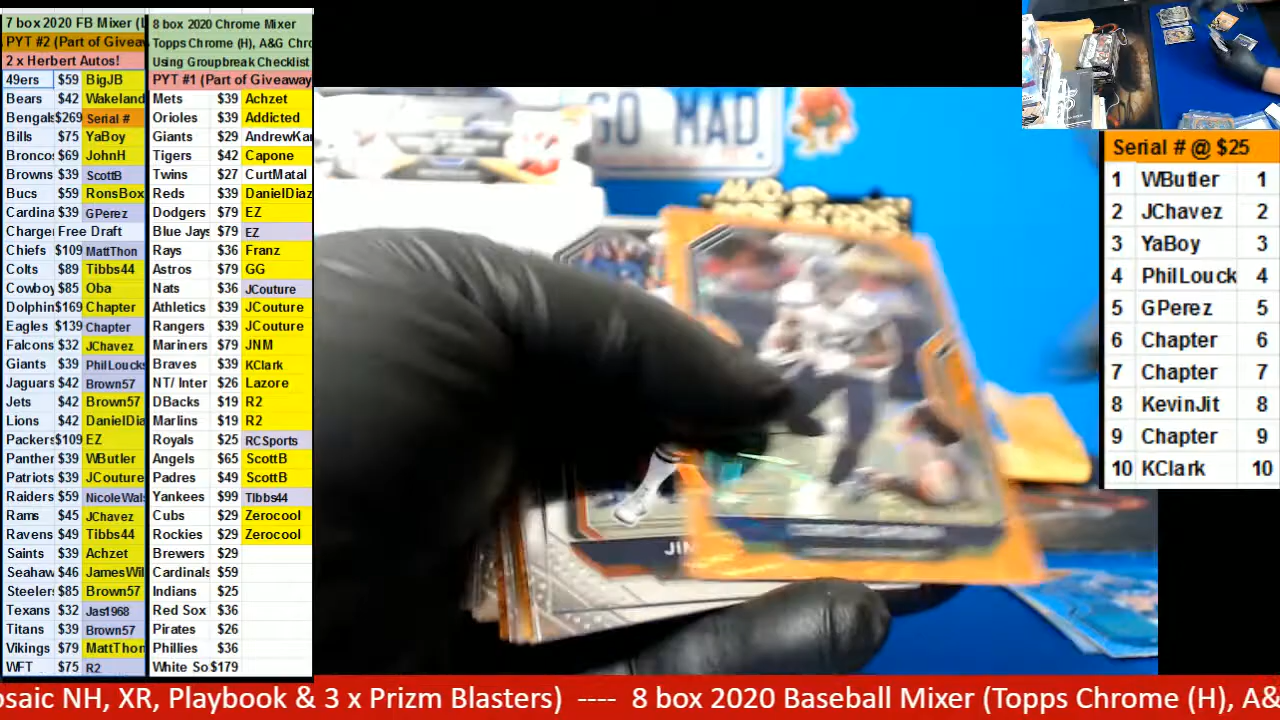 7 box 2020 FB Mixer (L
PYT #2 (Part of Giveaw
2 x Herbert Autos!
49ers $59 BigJB
Bears $42 Wakeland
Bengals $269 Serial #
Bills $75 YaBoy
Broncos $69 JohnH
Browns $39 ScottB
Bucs $59 RonsBox
Cardina $39 GPerez
Charger Free Draft
Chiefs $109 MattThon
Colts $89 Tibbs44
Cowboy $85 Oba
Dolphin $169 Chapter
Eagles $139 Chapter
Falcons $32 JChavez
Giants $39 PhilLoucks
Jaguars $42 Brown57
Jets $42 Brown57
Lions $42 DanielDia
Packers $109 EZ
Panther $39 WButler
Patriots $39 JCouture
Raiders $59 NicoleWals
Rams $45 JChavez
Ravens $49 Tibbs44
Saints $39 Achzet
Seahaw $46 JamesWil
Steelers $85 Brown57
Texans $32 Jas1968
Titans $39 Brown57
Vikings $79 MattThon
WFT $75 R2
8 box 2020 Chrome Mixer
Topps Chrome (H), A&G Chro
Using Groupbreak Checklist
PYT #1 (Part of Giveaway
Mets $39 Achzet
Orioles $39 Addicted
Giants $29 AndrewKar
Tigers $42 Capone
Twins $27 CurtMatal
Reds $39 DanielDiaz
Dodgers $79 EZ
Blue Jays $79 EZ
Rays $36 Franz
Astros $79 GG
Nats $36 JCouture
Athletics $39 JCouture
Rangers $39 JCouture
Mariners $79 JNM
Braves $39 KClark
NT/ Inter $26 Lazore
DBacks $19 R2
Marlins $19 R2
Royals $25 RCSports
Angels $65 ScottB
Padres $49 ScottB
Yankees $99 TIbbs44
Cubs $29 Zerocool
Rockies $29 Zerocool
Brewers $29
Cardinals $59
Indians $25
Red Sox $36
Pirates $26
Phillies $36
White So $179
GO MAD
JIM
Serial # @ $25
1 WButler 1
2 JChavez 2
3 YaBoy 3
4 PhilLouck 4
5 GPerez 5
6 Chapter 6
7 Chapter 7
8 KevinJit 8
9 Chapter 9
10 KClark 10
osaic NH, XR, Playbook & 3 x Prizm Blasters) ---- 8 box 2020 Baseball Mixer (Topps Chrome (H), A&